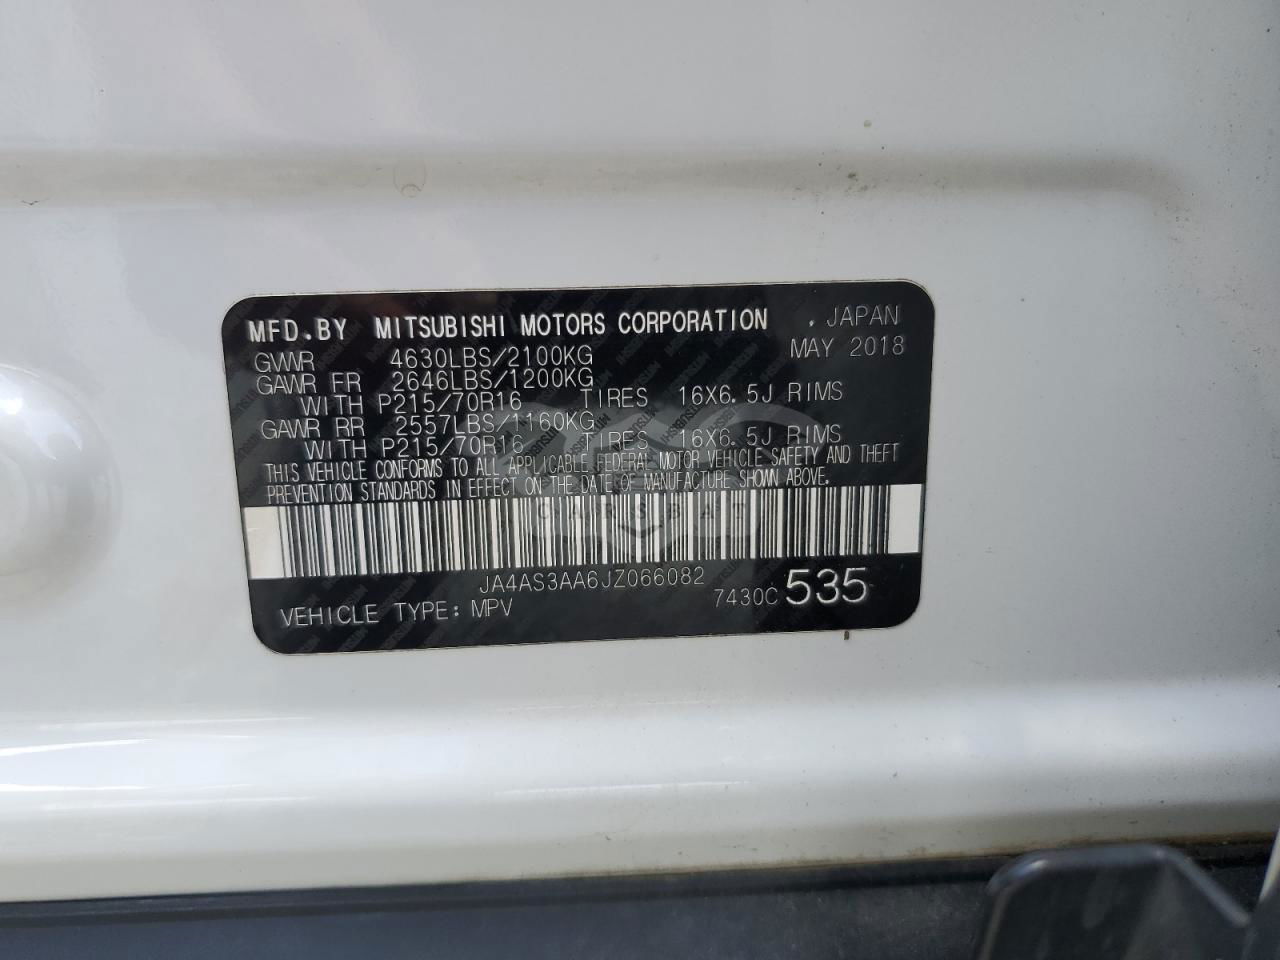 MFD.BY MITSUBISHI MOTORS CORPORATION , JAPAN
GVWR 4630LBS/2100KG MAY 2018
GAWR FR 2646LBS/1200KG
WITH P215/70R16 TIRES 16X6.5J RIMS
GAWR RR 2557LBS/1160KG
WITH P215/70R16 TIRES 16X6.5J RIMS
THIS VEHICLE CONFORMS TO ALL APPLICABLE FEDERAL MOTOR VEHICLE SAFETY AND THEFT
PREVENTION STANDARDS IN EFFECT ON THE DATE OF MANUFACTURE SHOWN ABOVE.
CARSBAT
JA4AS3AA6JZ066082
VEHICLE TYPE: MPV 7430C 535